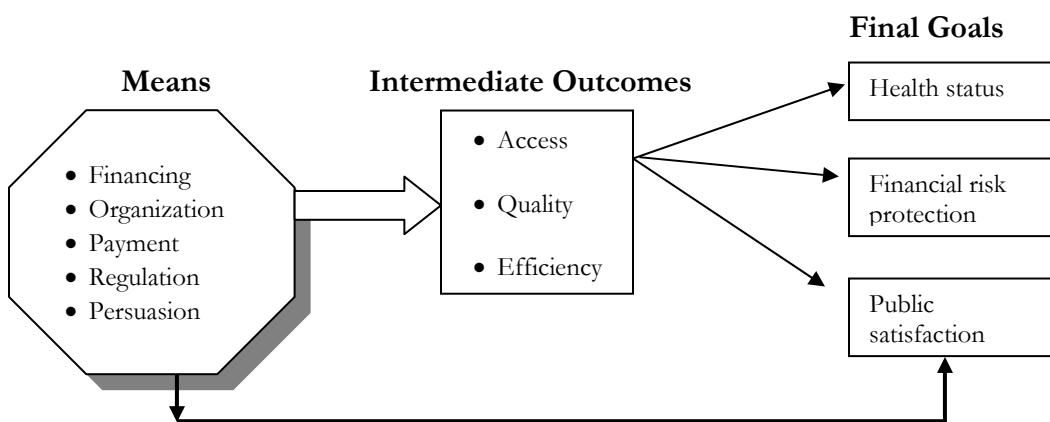 Means
• Financing
• Organization
• Payment
• Regulation
• Persuasion
Intermediate Outcomes
• Access
• Quality
• Efficiency
Final Goals
Health status
Financial risk
protection
Public
satisfaction